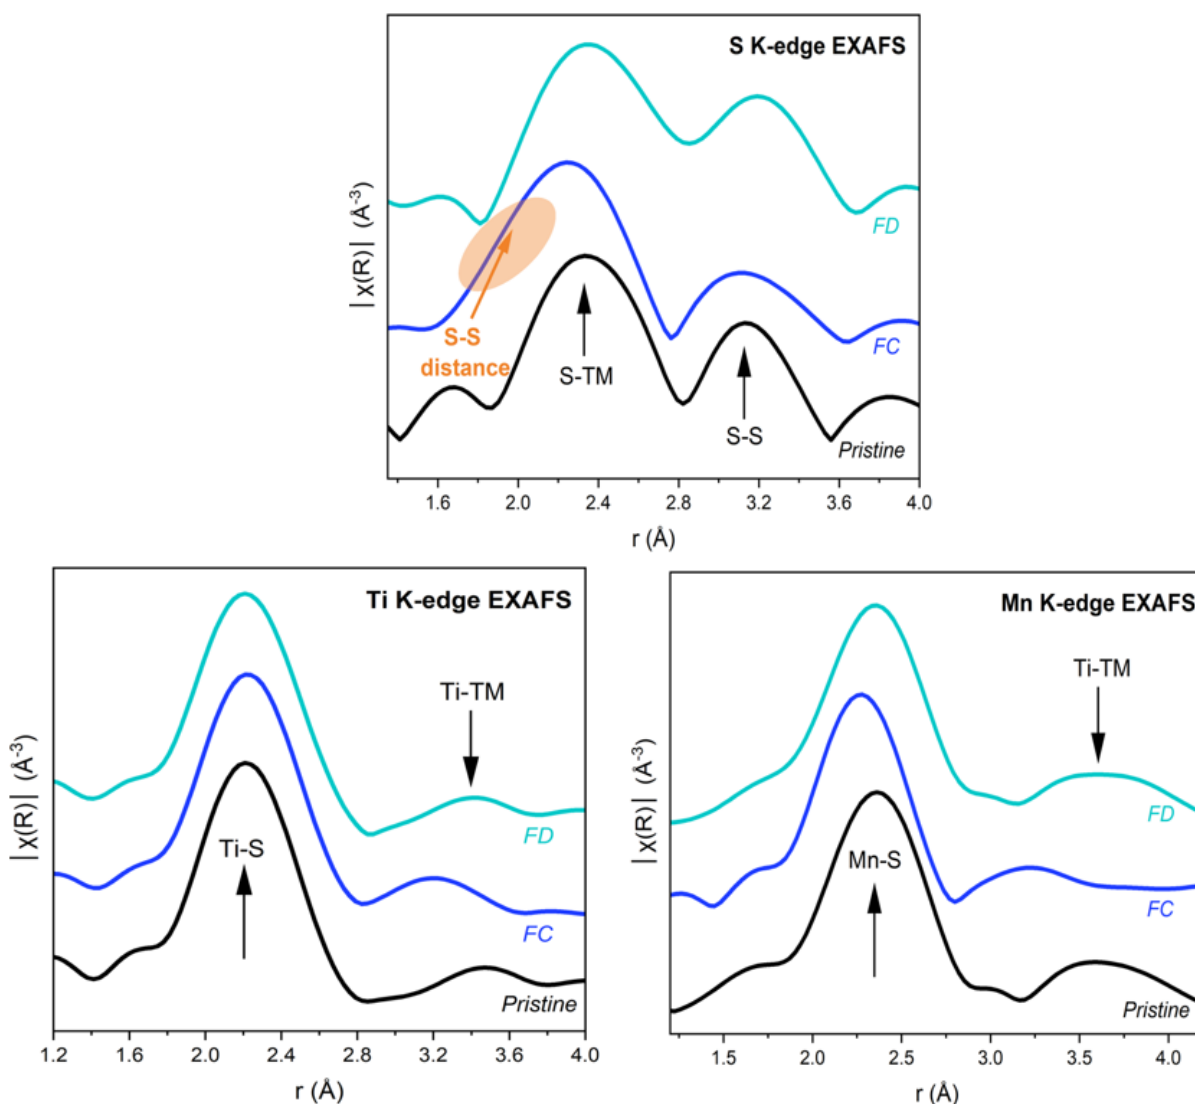 S K-edge EXAFS
|χ(R)| (Å⁻³)
FD
S-S
distance
S-TM
FC
S-S
Pristine
1.6 2.0 2.4 2.8 3.2 3.6 4.0
r (Å)
Ti K-edge EXAFS
|χ(R)| (Å⁻³)
Ti-TM
FD
Ti-S
FC
Pristine
1.2 1.6 2.0 2.4 2.8 3.2 3.6 4.0
r (Å)
Mn K-edge EXAFS
|χ(R)| (Å⁻³)
Ti-TM
FD
Mn-S
FC
Pristine
1.5 2.0 2.5 3.0 3.5 4.0
r (Å)